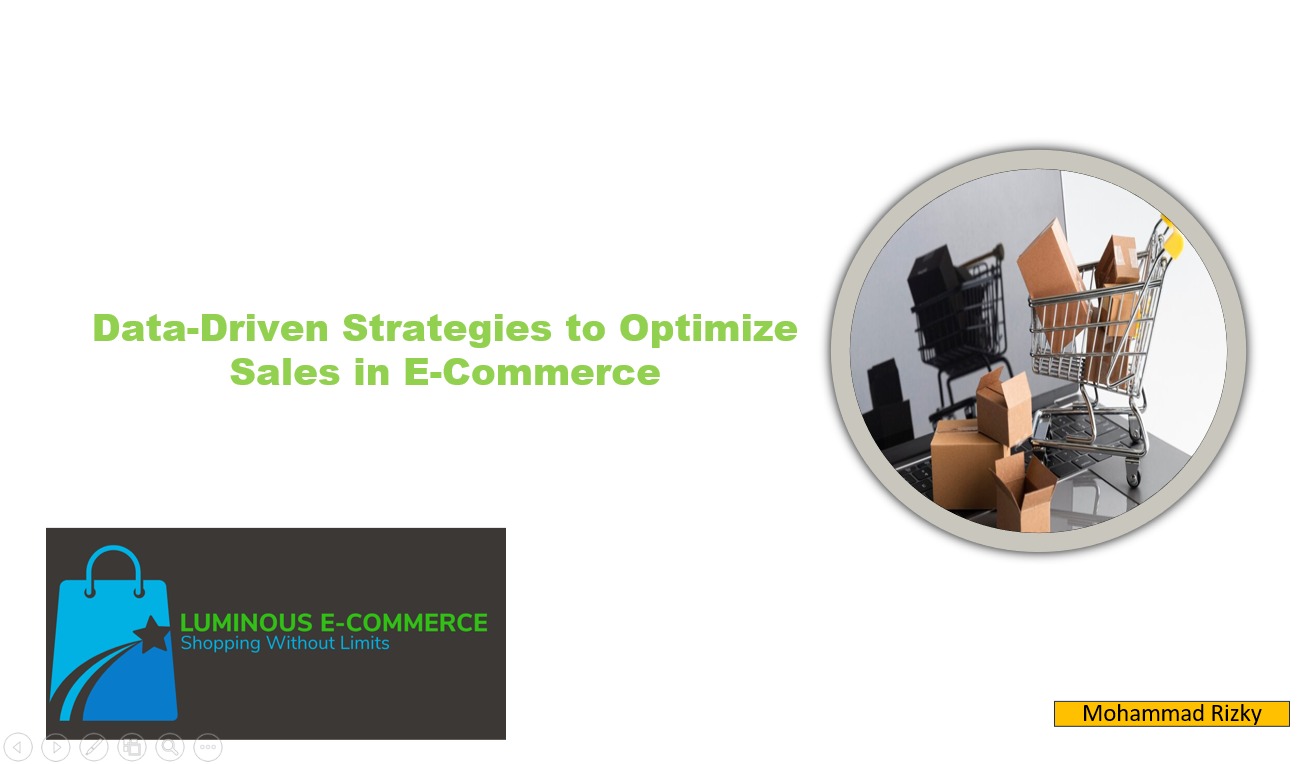 Data-Driven Strategies to Optimize
Sales in E-Commerce
LUMINOUS E-COMMERCE
Shopping Without Limits
Mohammad Rizky